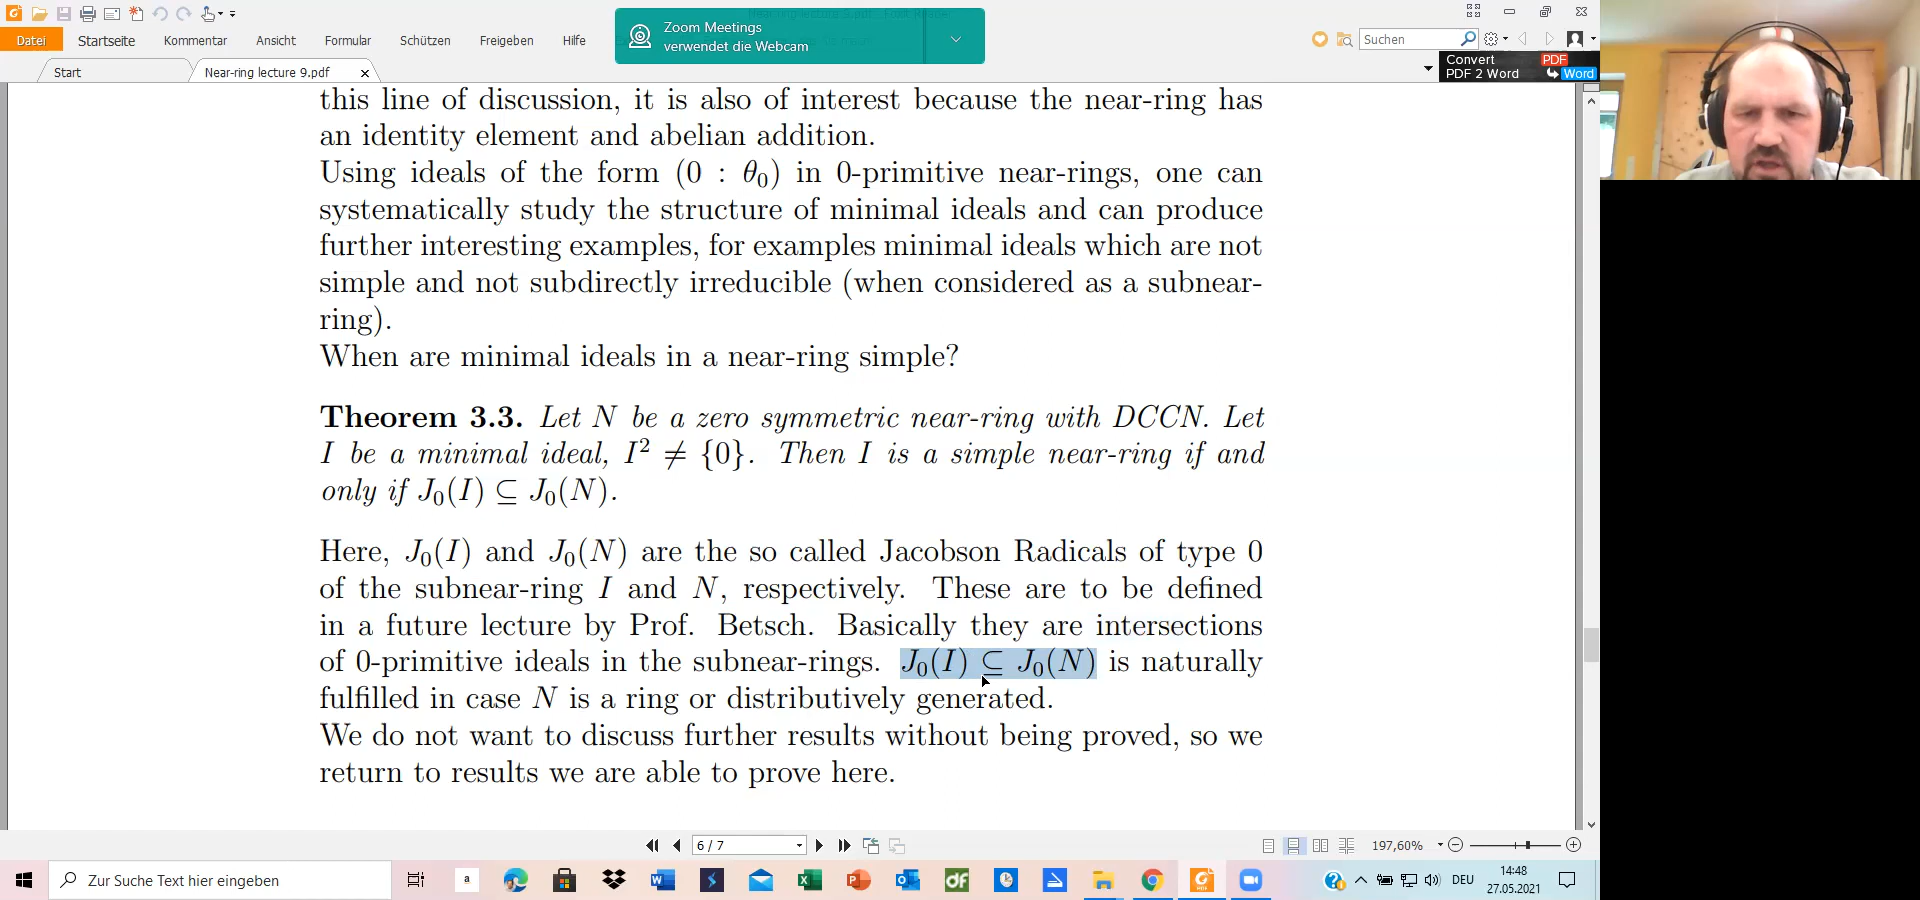 Zoom Meetings
verwendet die Webcam
Datei Startseite Kommentar Ansicht Formular Schützen Freigeben Hilfe
Suchen
Convert PDF
PDF 2 Word Word
Start Near-ring lecture 9.pdf
this line of discussion, it is also of interest because the near-ring has
an identity element and abelian addition.
Using ideals of the form (0 : θ₀) in 0-primitive near-rings, one can
systematically study the structure of minimal ideals and can produce
further interesting examples, for examples minimal ideals which are not
simple and not subdirectly irreducible (when considered as a subnear-
ring).
When are minimal ideals in a near-ring simple?
Theorem 3.3. Let N be a zero symmetric near-ring with DCCN. Let
I be a minimal ideal, I² ≠ {0}. Then I is a simple near-ring if and
only if J₀(I) ⊆ J₀(N).
Here, J₀(I) and J₀(N) are the so called Jacobson Radicals of type 0
of the subnear-ring I and N, respectively. These are to be defined
in a future lecture by Prof. Betsch. Basically they are intersections
of 0-primitive ideals in the subnear-rings. J₀(I) ⊆ J₀(N) is naturally
fulfilled in case N is a ring or distributively generated.
We do not want to discuss further results without being proved, so we
return to results we are able to prove here.
6 / 7
197,60%
Zur Suche Text hier eingeben
DEU
14:48
27.05.2021